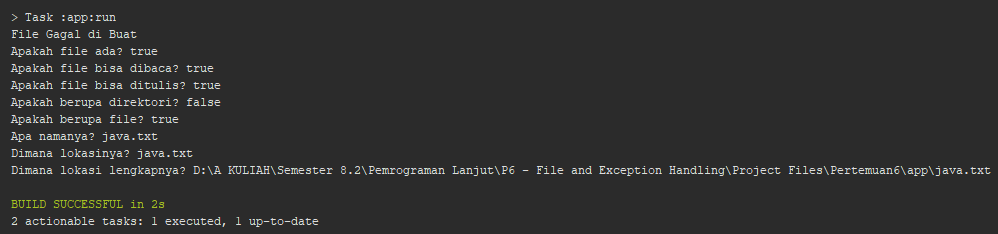 > Task :app:run
File Gagal di Buat
Apakah file ada? true
Apakah file bisa dibaca? true
Apakah file bisa ditulis? true
Apakah berupa direktori? false
Apakah berupa file? true
Apa namanya? java.txt
Dimana lokasinya? java.txt
Dimana lokasi lengkapnya? D:\A KULIAH\Semester 8.2\Pemrograman Lanjut\P6 - File and Exception Handling\Project Files\Pertemuan6\app\java.txt
BUILD SUCCESSFUL in 2s
2 actionable tasks: 1 executed, 1 up-to-date